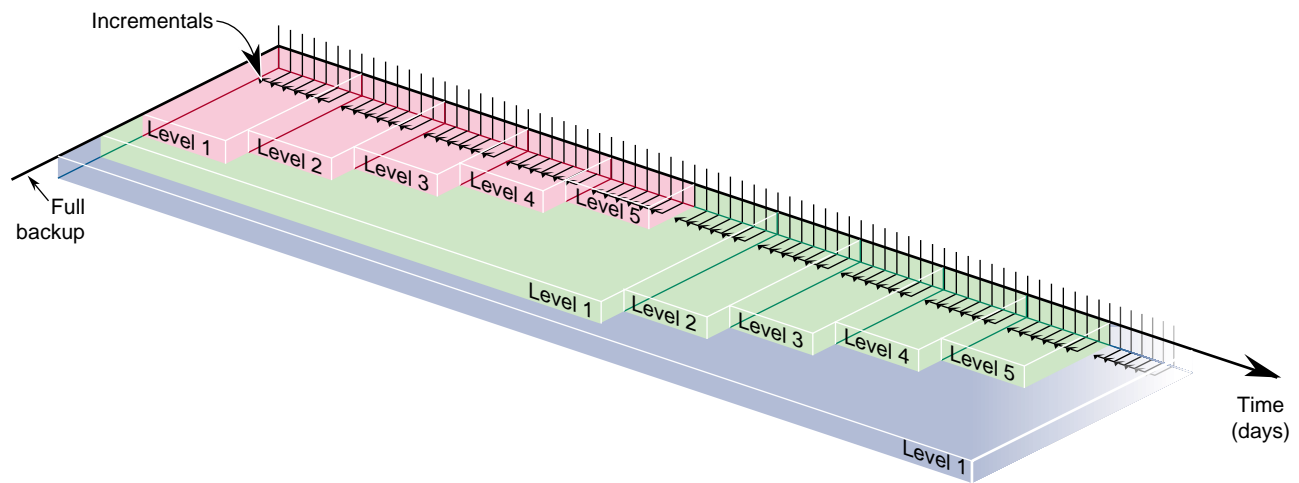 Incrementals
Level 1
Level 2
Level 3
Level 4
Level 5
Full
backup
Level 1
Level 2
Level 3
Level 4
Level 5
Time
(days)
Level 1